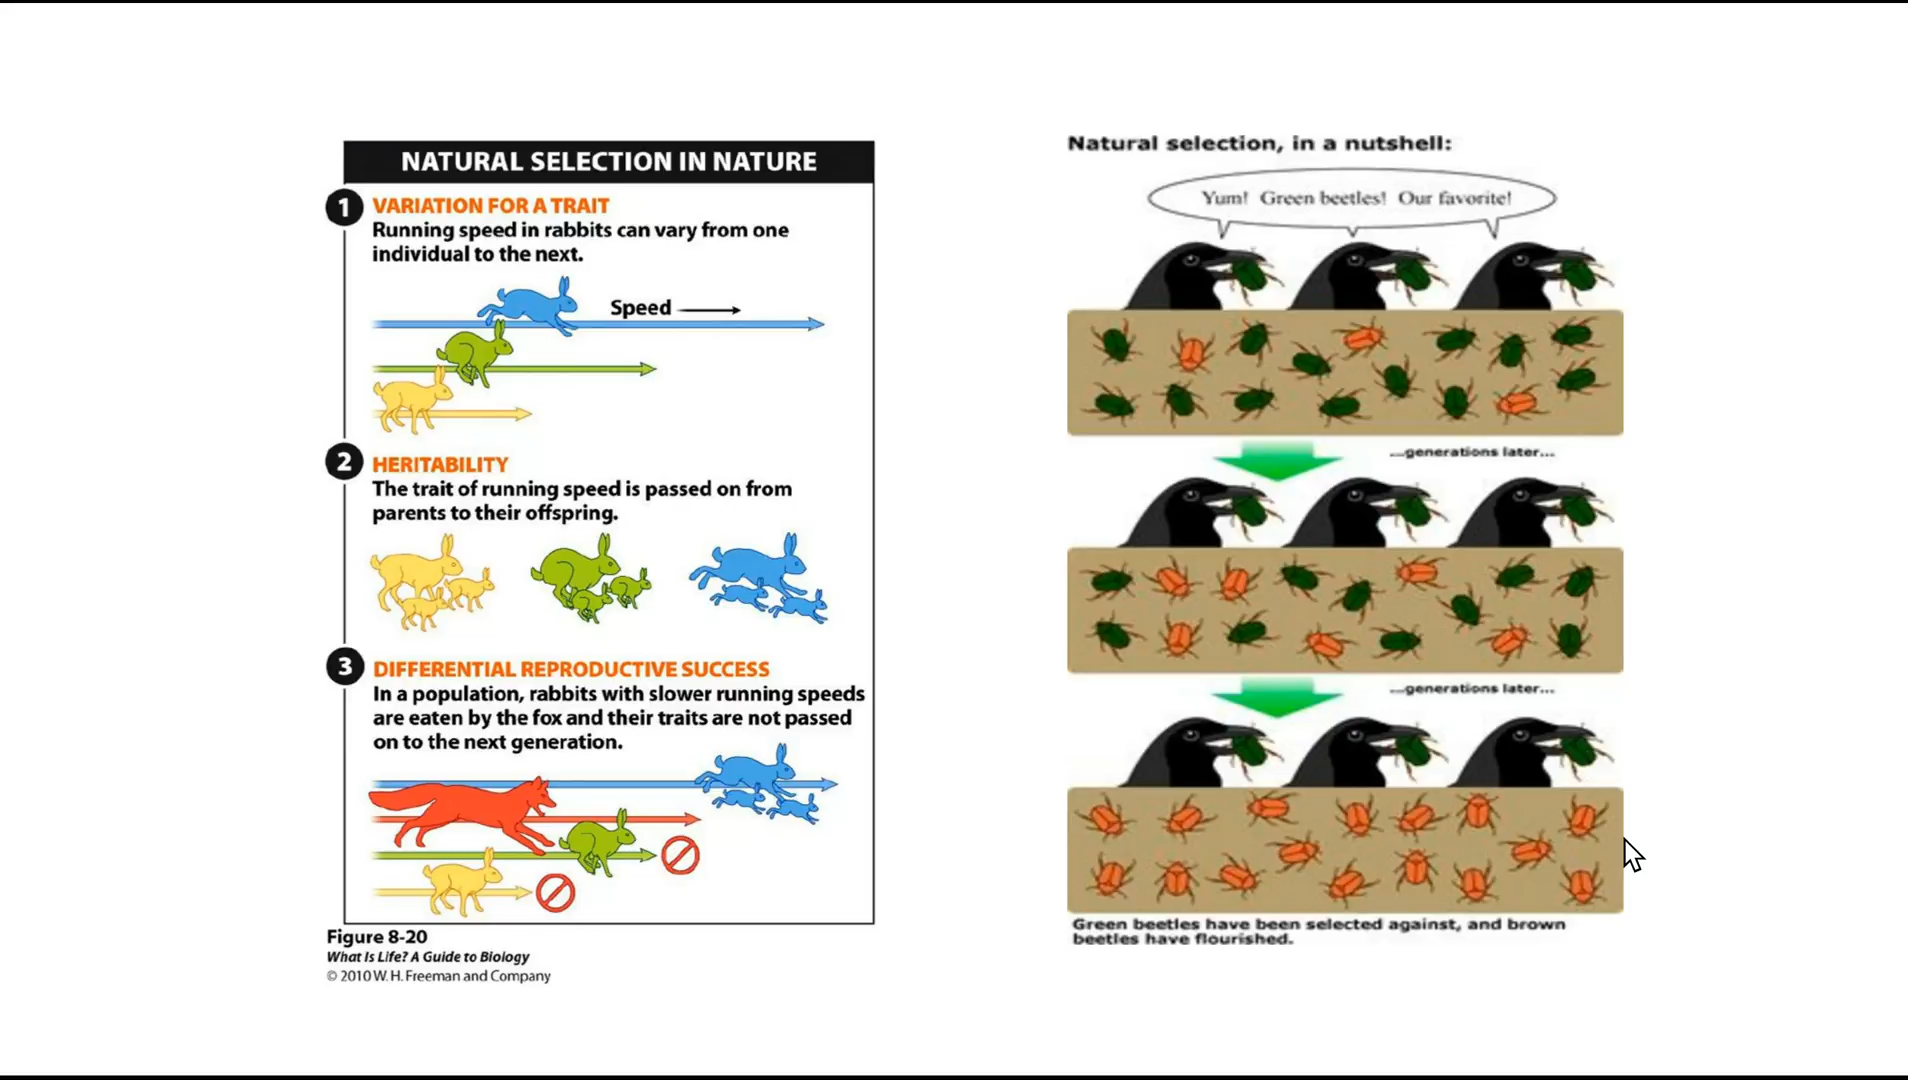 NATURAL SELECTION IN NATURE
1
VARIATION FOR A TRAIT
Running speed in rabbits can vary from one
individual to the next.
Speed
2
HERITABILITY
The trait of running speed is passed on from
parents to their offspring.
3
DIFFERENTIAL REPRODUCTIVE SUCCESS
In a population, rabbits with slower running speeds
are eaten by the fox and their traits are not passed
on to the next generation.
Figure 8-20
What Is Life? A Guide to Biology
© 2010 W. H. Freeman and Company
Natural selection, in a nutshell:
Yum! Green beetles! Our favorite!
...generations later...
...generations later...
Green beetles have been selected against, and brown
beetles have flourished.